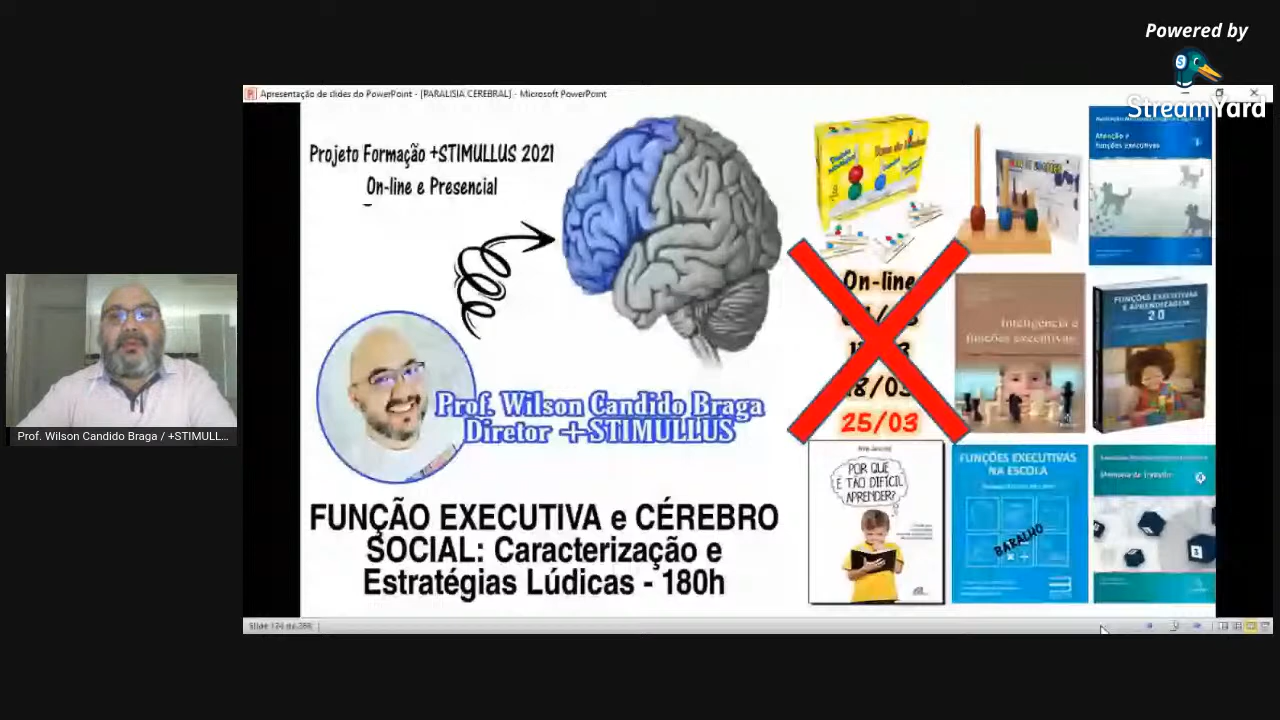 Powered by
StreamYard
Apresentação de slides do PowerPoint - [PARALISIA CEREBRAL] - Microsoft PowerPoint
Projeto Formação +STIMULLUS 2021
On-line e Presencial
Prof. Wilson Candido Braga
Diretor +STIMULLUS
FUNÇÃO EXECUTIVA e CÉREBRO
SOCIAL: Caracterização e
Estratégias Lúdicas - 180h
On-line
18/03
25/03
Atenção e
funções executivas
Inteligência e
funções executivas
FUNÇÕES EXECUTIVAS
E APRENDIZAGEM
2.0
POR QUE
É TÃO DIFÍCIL
APRENDER?
FUNÇÕES EXECUTIVAS
NA ESCOLA
BARALHO
Memória de trabalho
Prof. Wilson Candido Braga / +STIMULL...